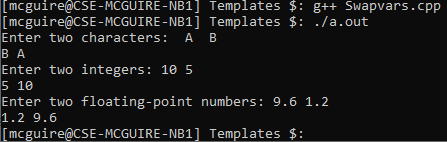 [mcguire@CSE-MCGUIRE-NB1] Templates $: g++ Swapvars.cpp
[mcguire@CSE-MCGUIRE-NB1] Templates $: ./a.out
Enter two characters:  A  B
B A
Enter two integers: 10 5
5 10
Enter two floating-point numbers: 9.6 1.2
1.2 9.6
[mcguire@CSE-MCGUIRE-NB1] Templates $: